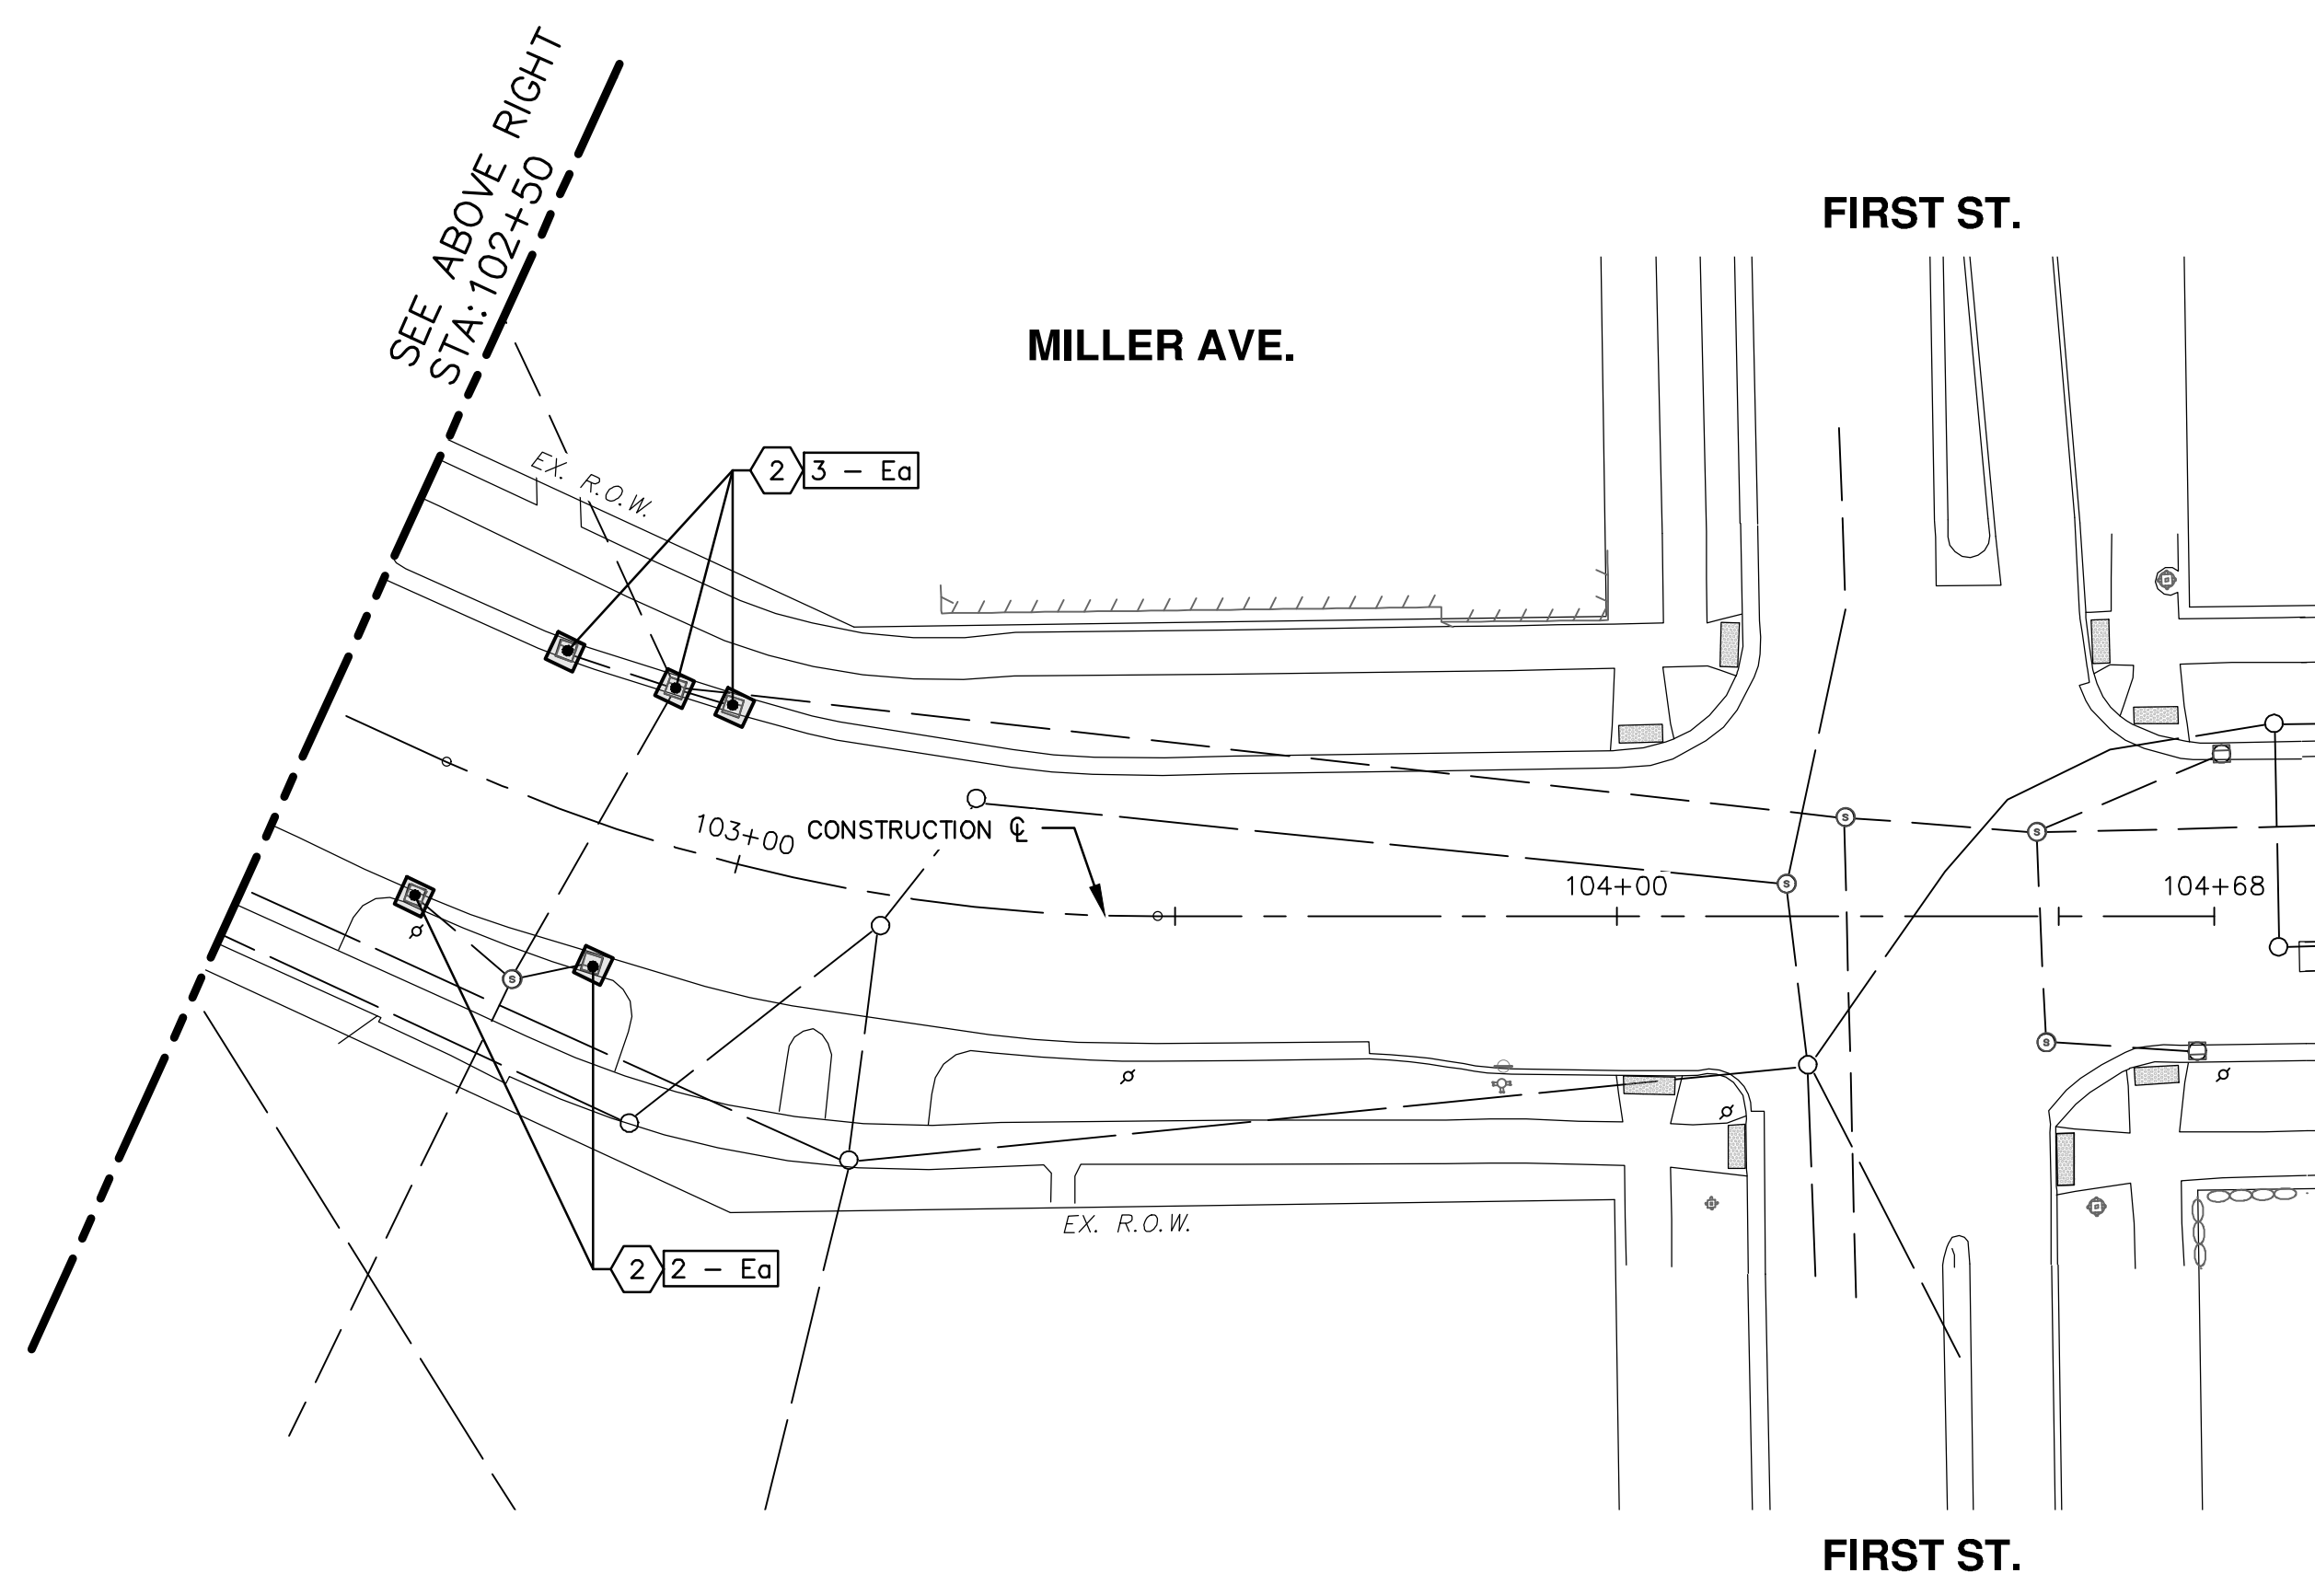 SEE ABOVE RIGHT
STA:102+50
FIRST ST.
MILLER AVE.
EX. R.O.W.
2 3 - Ea
103+00
CONSTRUCTION ℄
104+00
104+68
S
S
S
S
S
EX. R.O.W.
2 2 - Ea
FIRST ST.